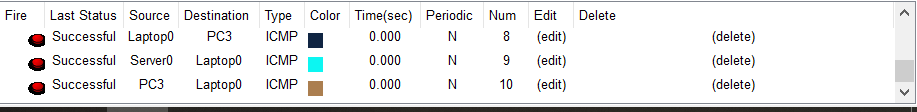 Fire Last Status Source Destination Type Color Time(sec) Periodic Num Edit Delete
Successful Laptop0 PC3 ICMP 0.000 N 8 (edit) (delete)
Successful Server0 Laptop0 ICMP 0.000 N 9 (edit) (delete)
Successful PC3 Laptop0 ICMP 0.000 N 10 (edit) (delete)